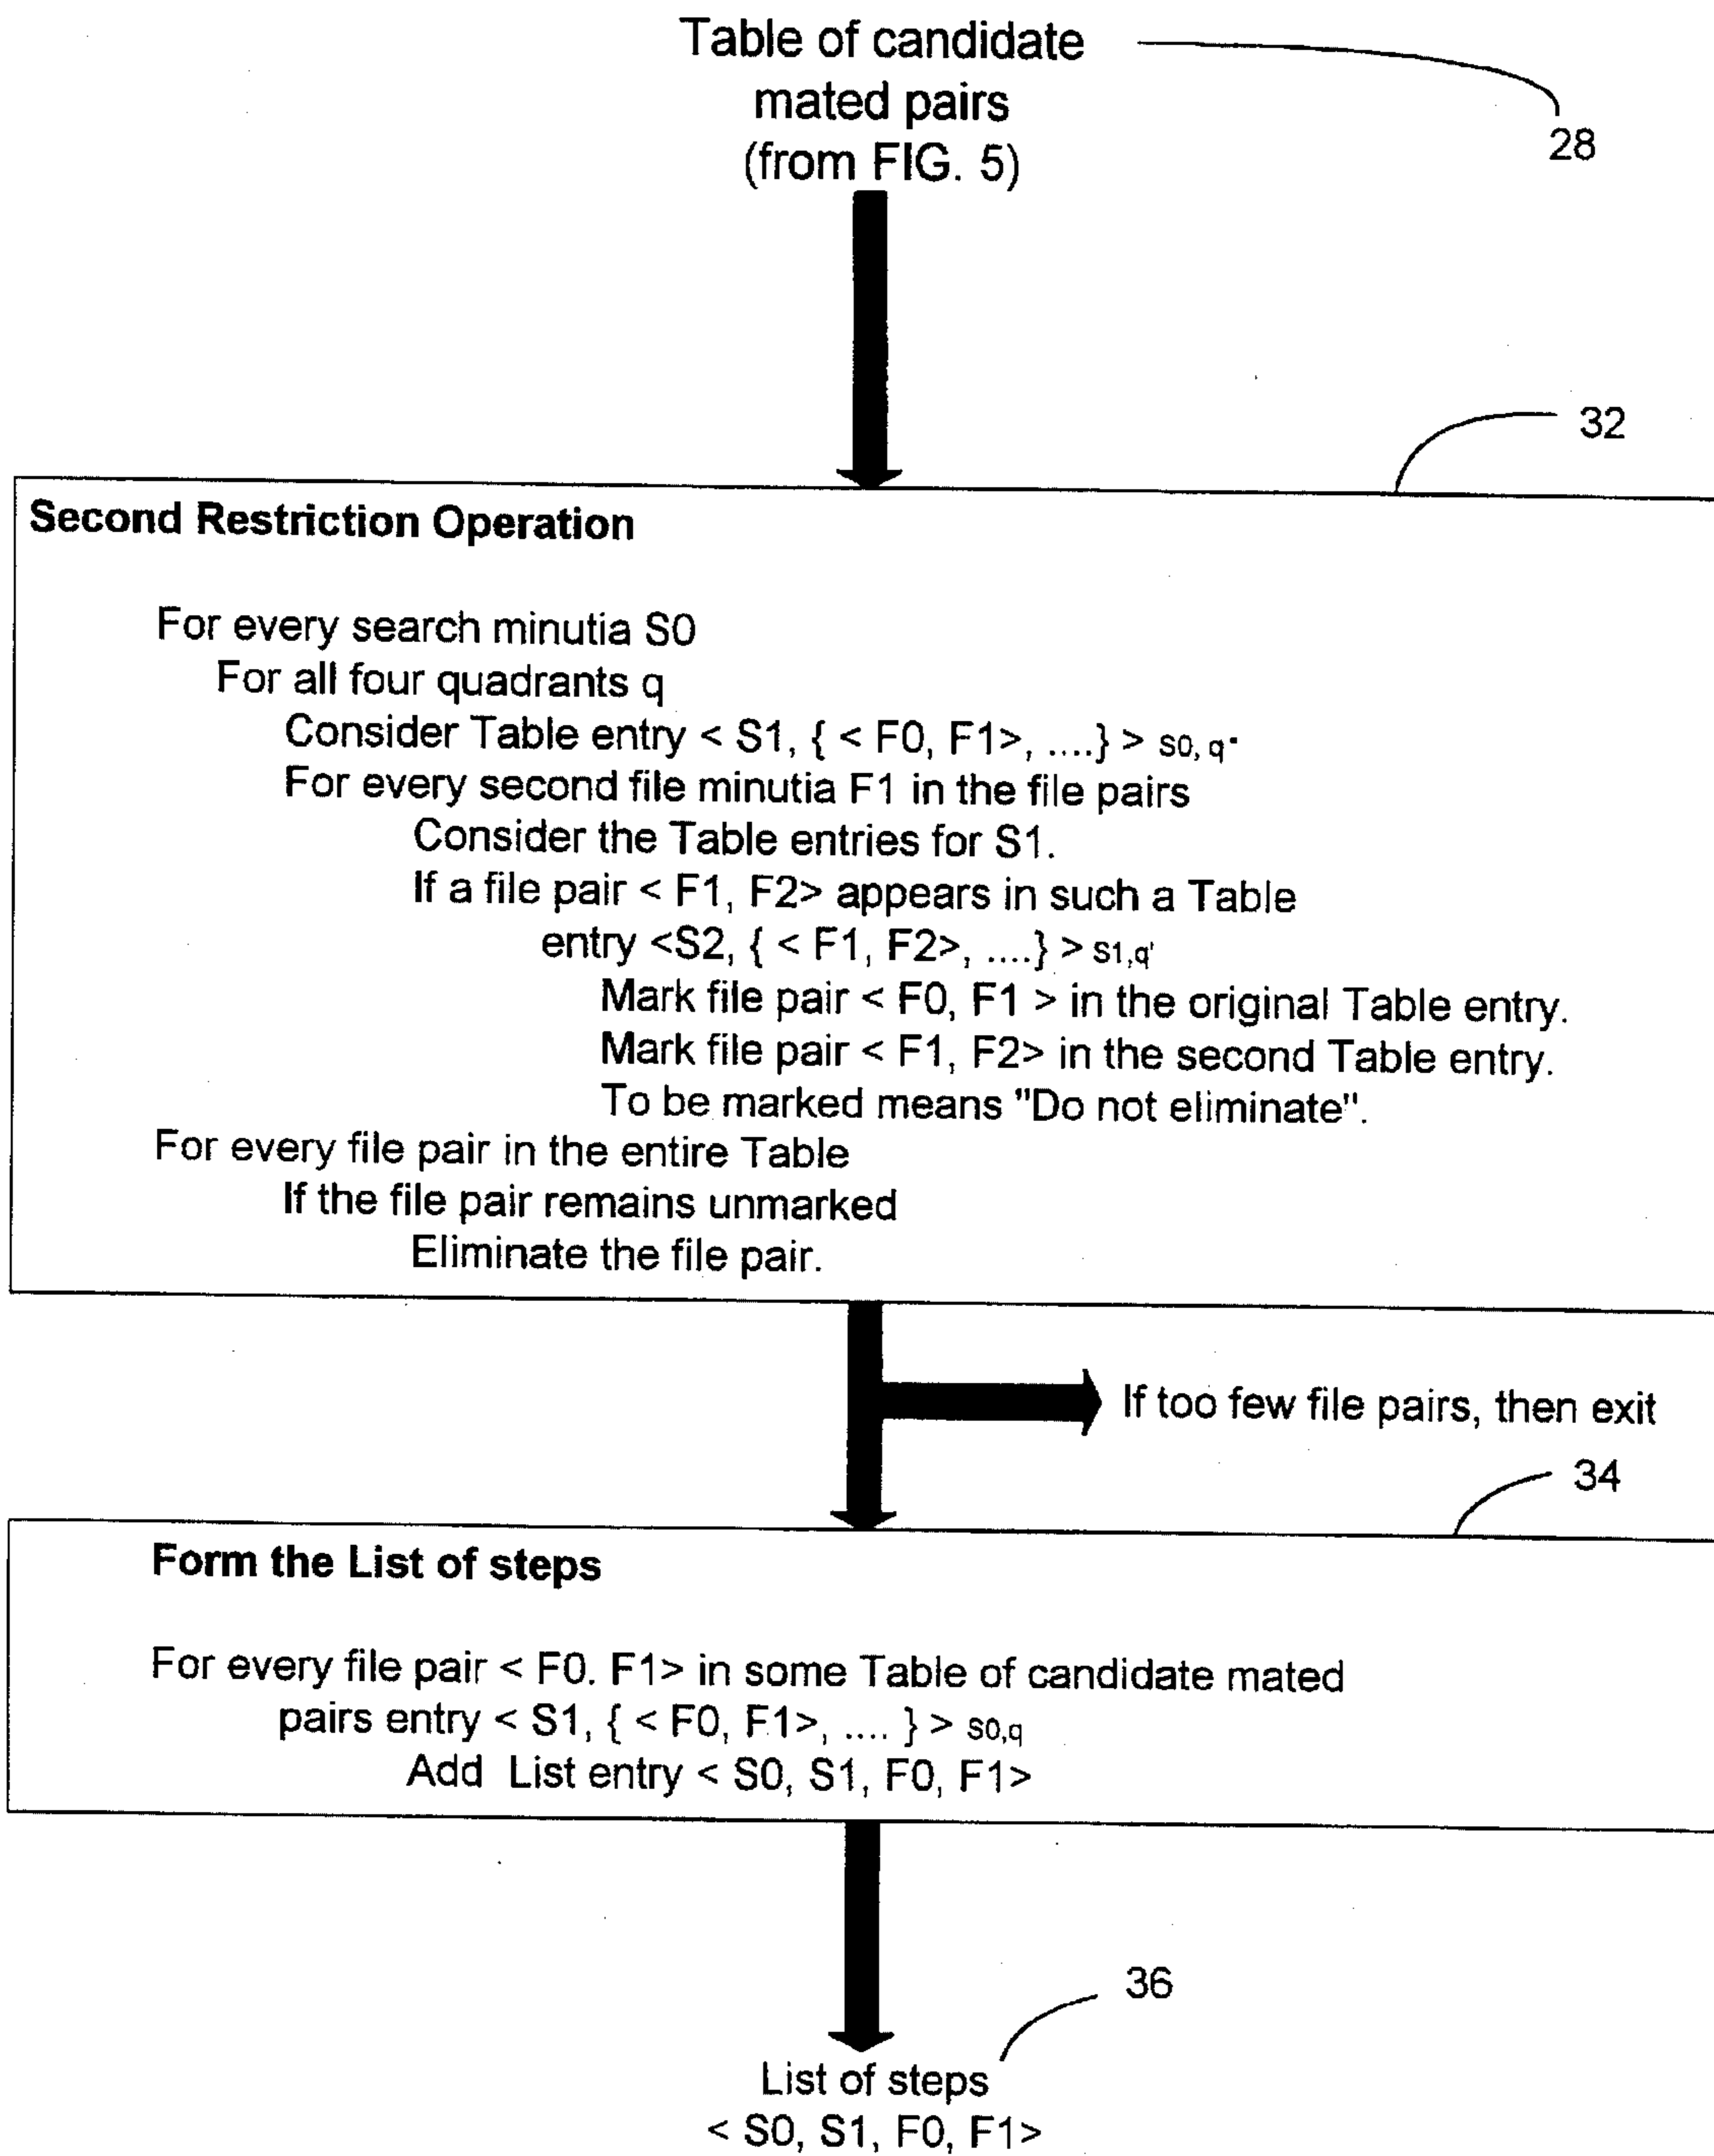 Table of candidate
mated pairs
(from FIG. 5)
28
32
Second Restriction Operation
For every search minutia S0
For all four quadrants q
Consider Table entry < S1, { < F0, F1>, ....} > S0, q.
For every second file minutia F1 in the file pairs
Consider the Table entries for S1.
If a file pair < F1, F2> appears in such a Table
entry <S2, { < F1, F2>, ....} > S1,q'
Mark file pair < F0, F1 > in the original Table entry.
Mark file pair < F1, F2> in the second Table entry.
To be marked means "Do not eliminate".
For every file pair in the entire Table
If the file pair remains unmarked
Eliminate the file pair.
If too few file pairs, then exit
34
Form the List of steps
For every file pair < F0. F1> in some Table of candidate mated
pairs entry < S1, { < F0, F1>, .... } > S0,q
Add List entry < S0, S1, F0, F1>
36
List of steps
< S0, S1, F0, F1>